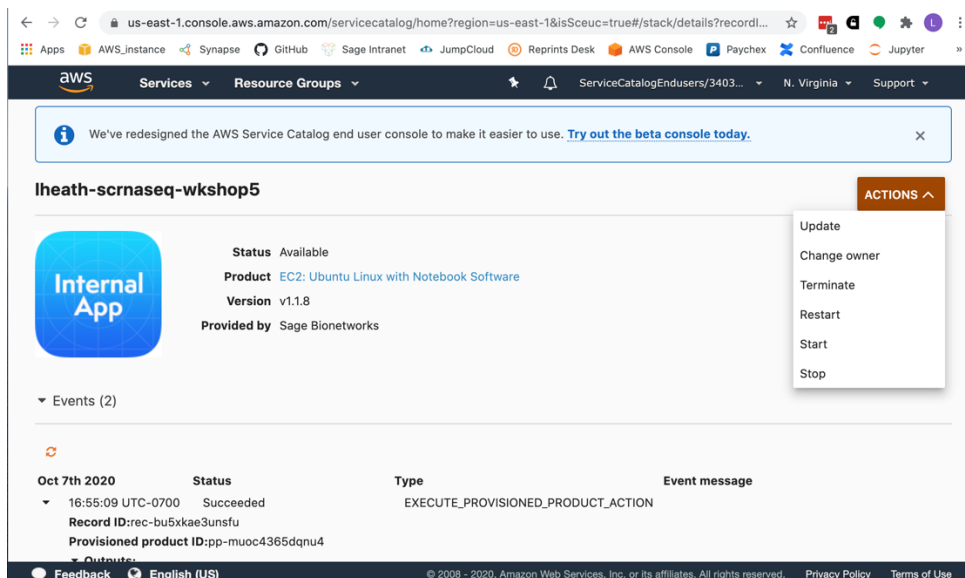 us-east-1.console.aws.amazon.com/servicecatalog/home?region=us-east-1&isSceuc=true#/stack/details?recordI...
2
L
Apps AWS_instance Synapse GitHub Sage Intranet JumpCloud Reprints Desk AWS Console Paychex Confluence Jupyter »
aws Services Resource Groups ServiceCatalogEndusers/3403... N. Virginia Support
We've redesigned the AWS Service Catalog end user console to make it easier to use. Try out the beta console today.
lheath-scrnaseq-wkshop5
ACTIONS
Update
Change owner
Terminate
Restart
Start
Stop
Internal
App
Status Available
Product EC2: Ubuntu Linux with Notebook Software
Version v1.1.8
Provided by Sage Bionetworks
Events (2)
Oct 7th 2020 Status Type Event message
16:55:09 UTC-0700 Succeeded EXECUTE_PROVISIONED_PRODUCT_ACTION
Record ID:rec-bu5xkae3unsfu
Provisioned product ID:pp-muoc4365dqnu4
Outputs:
Feedback English (US) © 2008 - 2020, Amazon Web Services, Inc. or its affiliates. All rights reserved. Privacy Policy Terms of Use